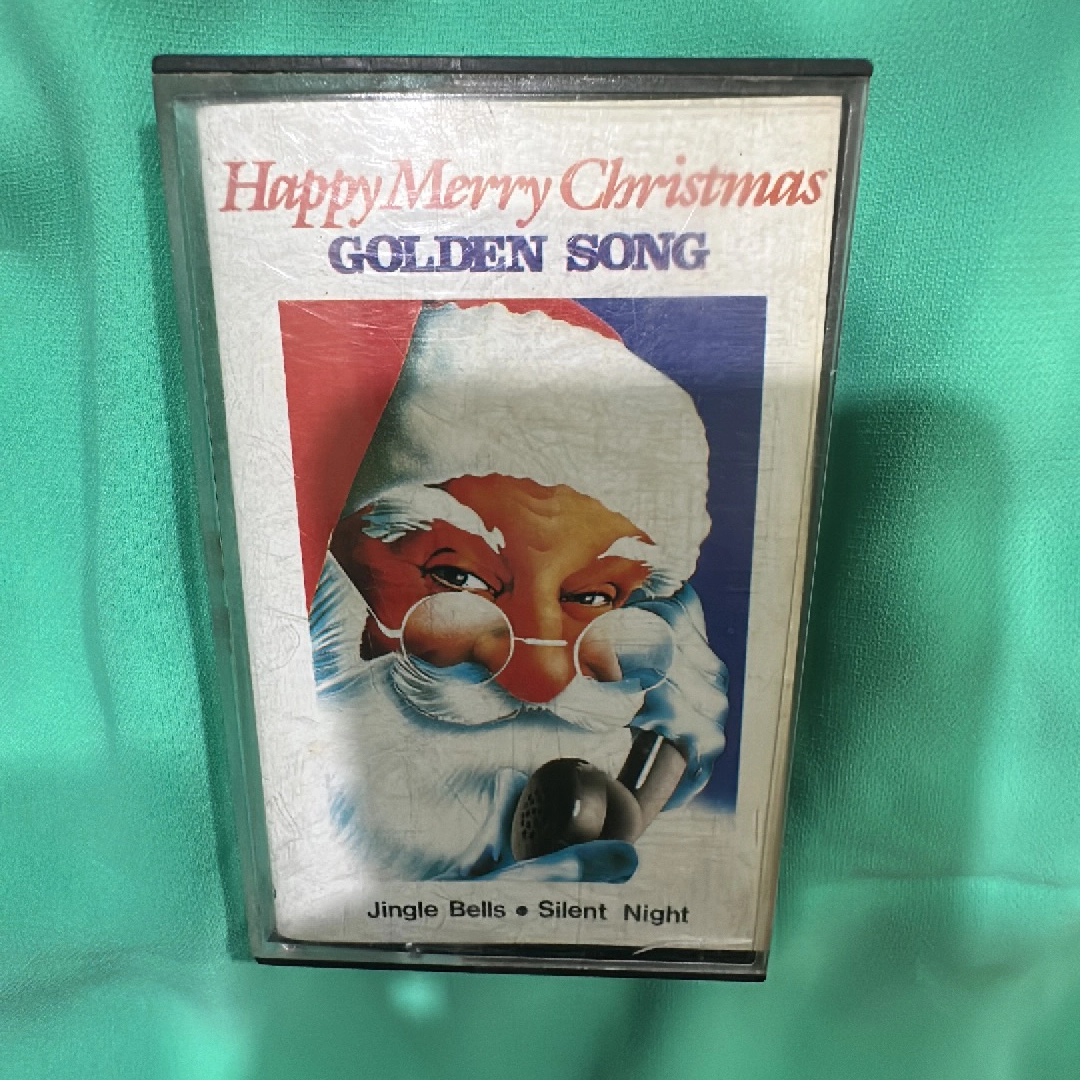 Happy Merry Christmas
GOLDEN SONG
Jingle Bells • Silent Night